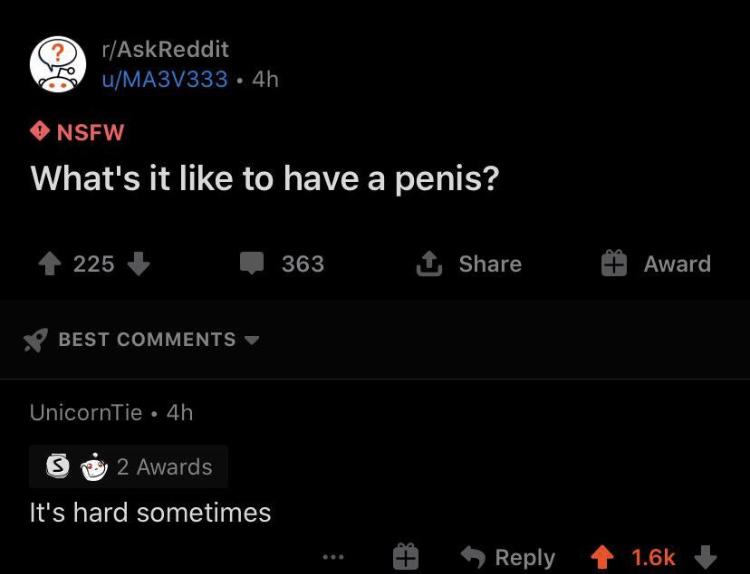 r/AskReddit
u/MA3V333 • 4h
NSFW
What's it like to have a penis?
225 363 Share Award
BEST COMMENTS
UnicornTie • 4h
S 2 Awards
It's hard sometimes
... Reply 1.6k